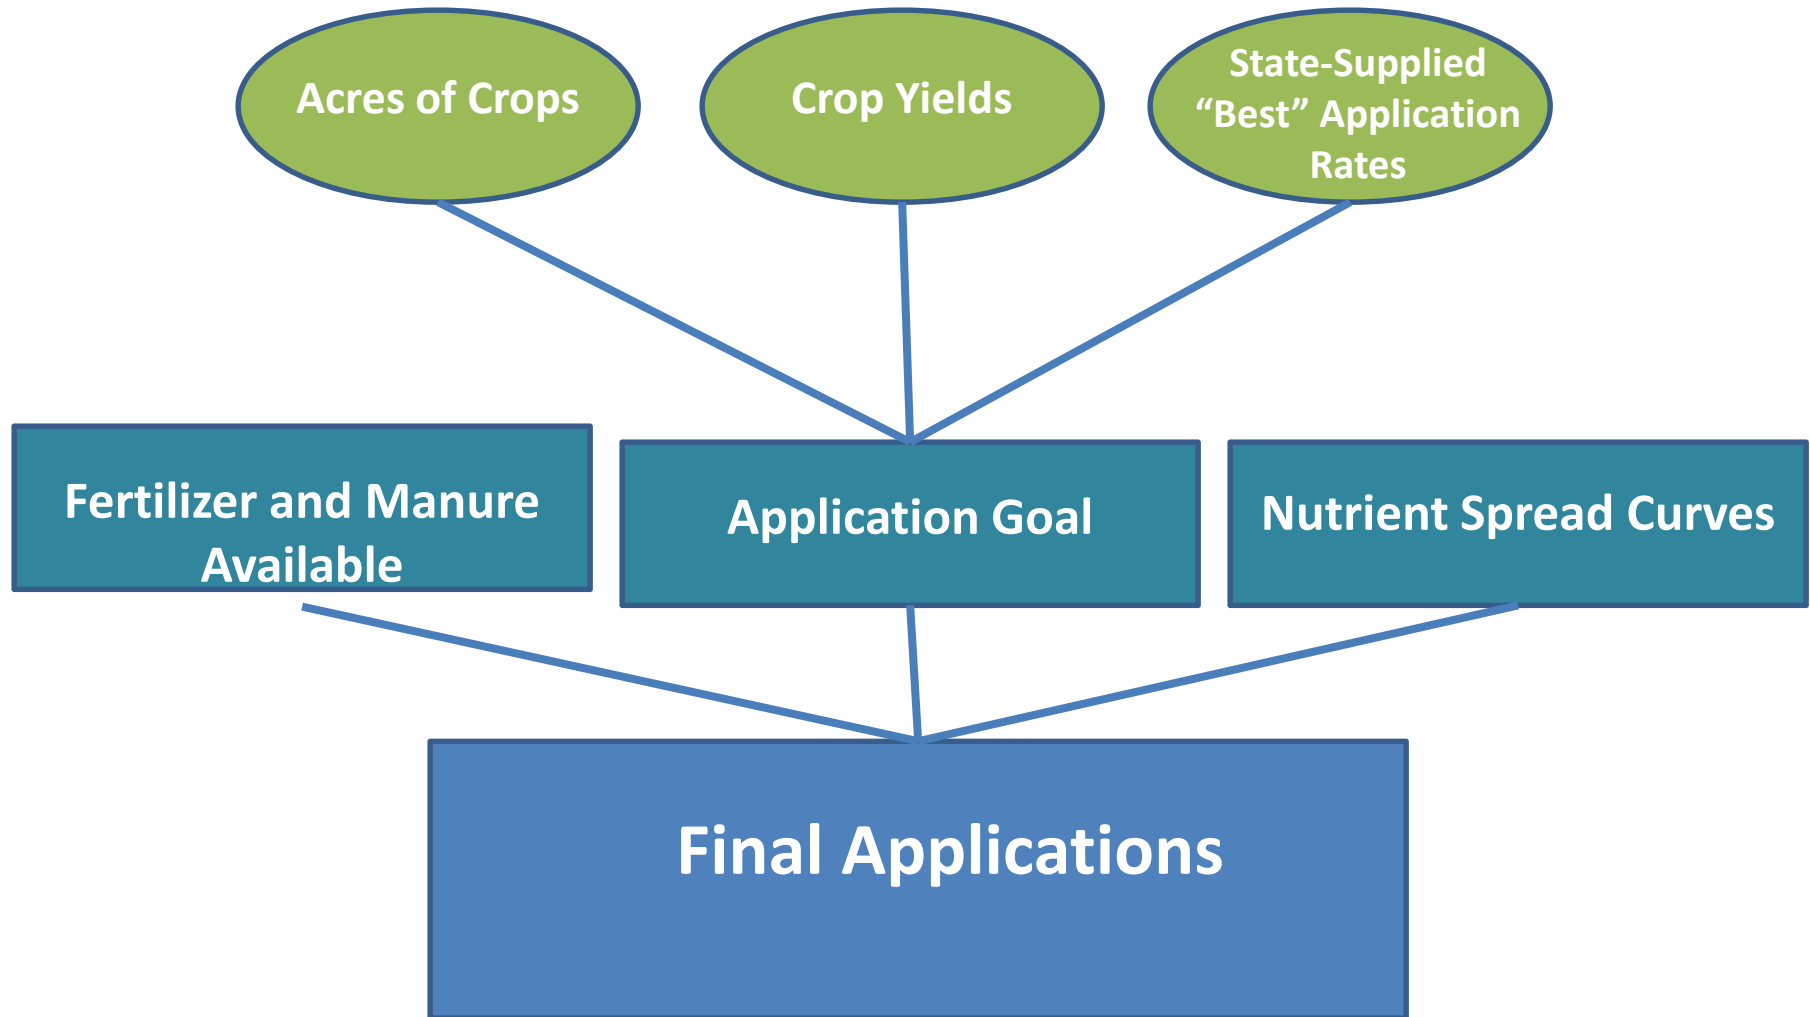 Acres of Crops
Crop Yields
State-Supplied
“Best” Application
Rates
Fertilizer and Manure
Available
Application Goal
Nutrient Spread Curves
Final Applications